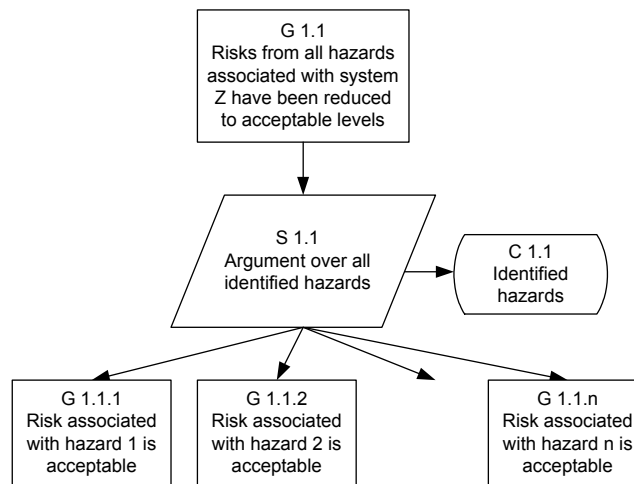 G 1.1
Risks from all hazards
associated with system
Z have been reduced
to acceptable levels
S 1.1
Argument over all
identified hazards
C 1.1
Identified
hazards
G 1.1.1
Risk associated
with hazard 1 is
acceptable
G 1.1.2
Risk associated
with hazard 2 is
acceptable
G 1.1.n
Risk associated
with hazard n is
acceptable